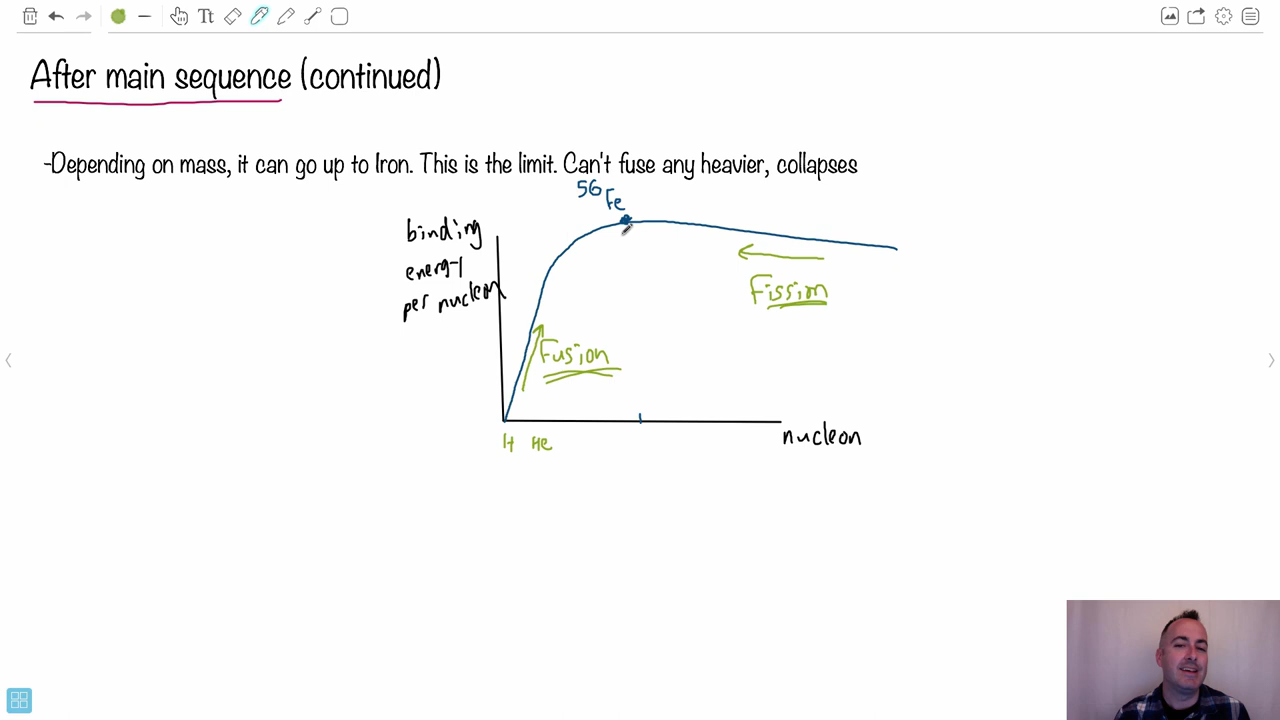 Tt
After main sequence (continued)
-Depending on mass, it can go up to Iron. This is the limit. Can't fuse any heavier, collapses
56
Fe
binding
energy
per nucleon
Fission
Fusion
nucleon
H He